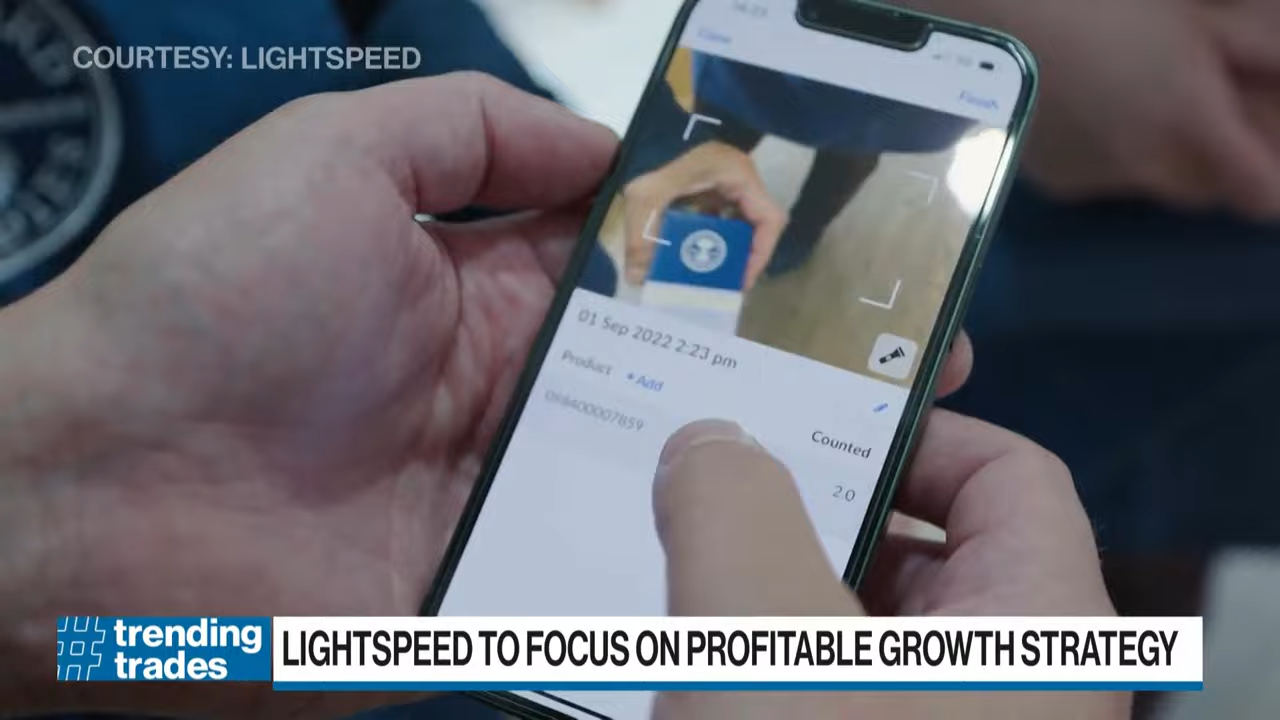 COURTESY: LIGHTSPEED
Finish
01 Sep 2022 2:23 pm
Product + Add
Counted
2.0
# trending
trades
LIGHTSPEED TO FOCUS ON PROFITABLE GROWTH STRATEGY